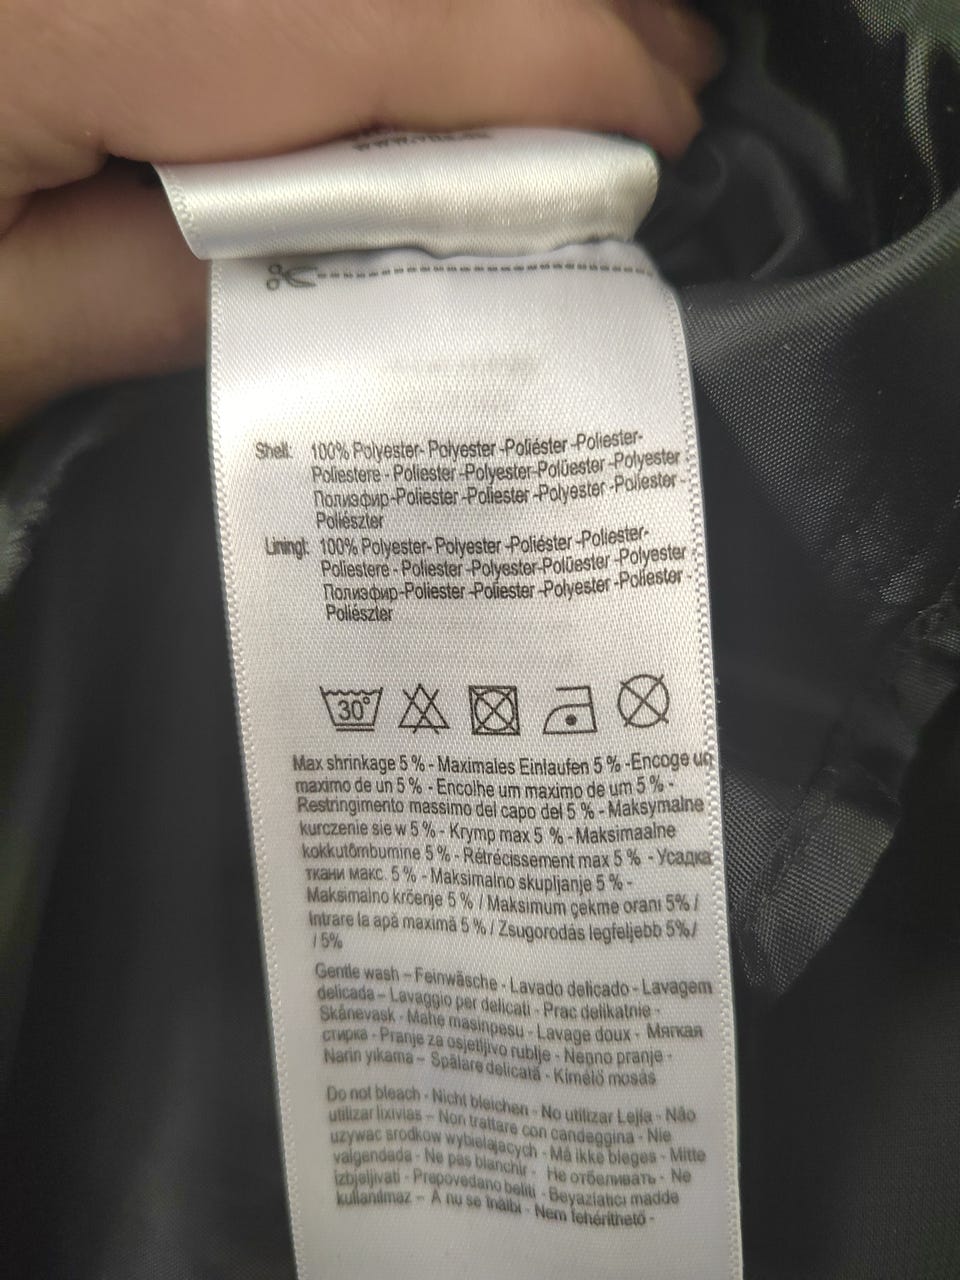 Shell: 100% Polyester- Polyester -Poliéster -Poliester-
Poliestere - Poliester -Polyester-Polüester -Polyester
Полиэфир-Poliester -Poliester -Polyester -Poliester -
Poliészter
Liningt: 100% Polyester- Polyester -Poliéster -Poliester-
Poliestere - Poliester -Polyester-Polüester -Polyester
Полиэфир-Poliester -Poliester -Polyester -Poliester -
Poliészter
30°
Max shrinkage 5 % - Maximales Einlaufen 5 % -Encoge un
maximo de un 5 % - Encolhe um maximo de um 5 % -
Restringimento massimo del capo del 5 % - Maksymalne
kurczenie sie w 5 % - Krymp max 5 % - Maksimaalne
kokkutõmbumine 5 % - Rétrécissement max 5 % - Усадка
ткани макс. 5 % - Maksimalno skupljanje 5 % -
Maksimalno krčenje 5 % / Maksimum çekme oranı 5% /
Intrare la apă maximă 5 % / Zsugorodás legfeljebb 5%/
/ 5%
Gentle wash – Feinwäsche - Lavado delicado - Lavagem
delicada – Lavaggio per delicati - Prac delikatnie -
Skånevask - Mahe masinpesu - Lavage doux - Мягкая
стирка - Pranje za osjetljivo rublje - Nežno pranje -
Narin yıkama – Spălare delicată - Kímélő mosás
Do not bleach - Nicht bleichen - No utilizar Lejía - Não
utilizar lixívias – Non trattare con candeggina - Nie
używac srodkow wybielajacych - Må ikke bleges - Mitte
valgendada - Ne pas blanchir - Не отбеливать - Ne
izbjeljivati - Prepovedano beliti - Beyazlatıcı madde
kullanılmaz – A nu se înălbi - Nem fehéríthető -